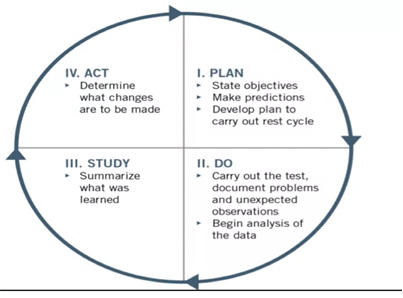 IV. ACT
‣ Determine
what changes
are to be made
I. PLAN
‣ State objectives
‣ Make predictions
‣ Develop plan to
carry out rest cycle
III. STUDY
‣ Summarize
what was
learned
II. DO
‣ Carry out the test,
document problems
and unexpected
observations
‣ Begin analysis of
the data